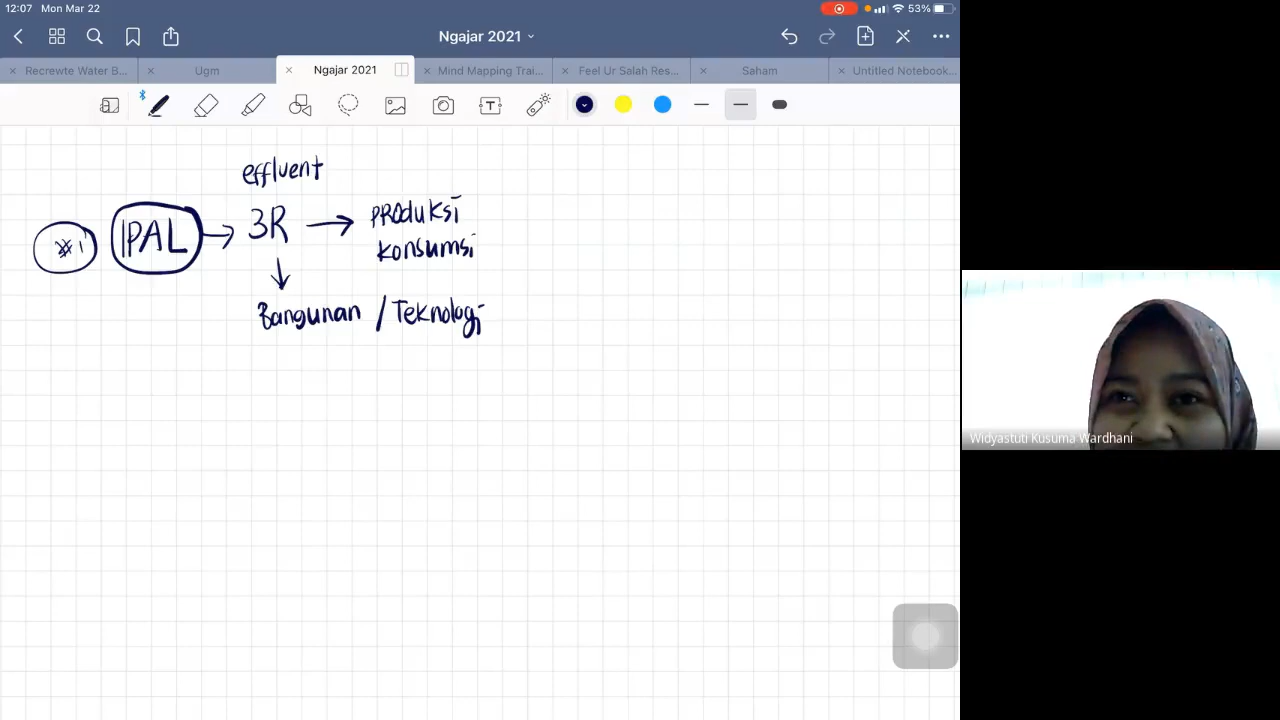 12:07 Mon Mar 22
53%
Ngajar 2021
Recrewte Water B...
Ugm
Ngajar 2021
Mind Mapping Trai...
Feel Ur Salah Res...
Saham
Untitled Notebook...
T
effluent
IPAL → 3R → PRODUKSI
KONSUMSI
Bangunan / Teknologi
Widyastuti Kusuma Wardhani